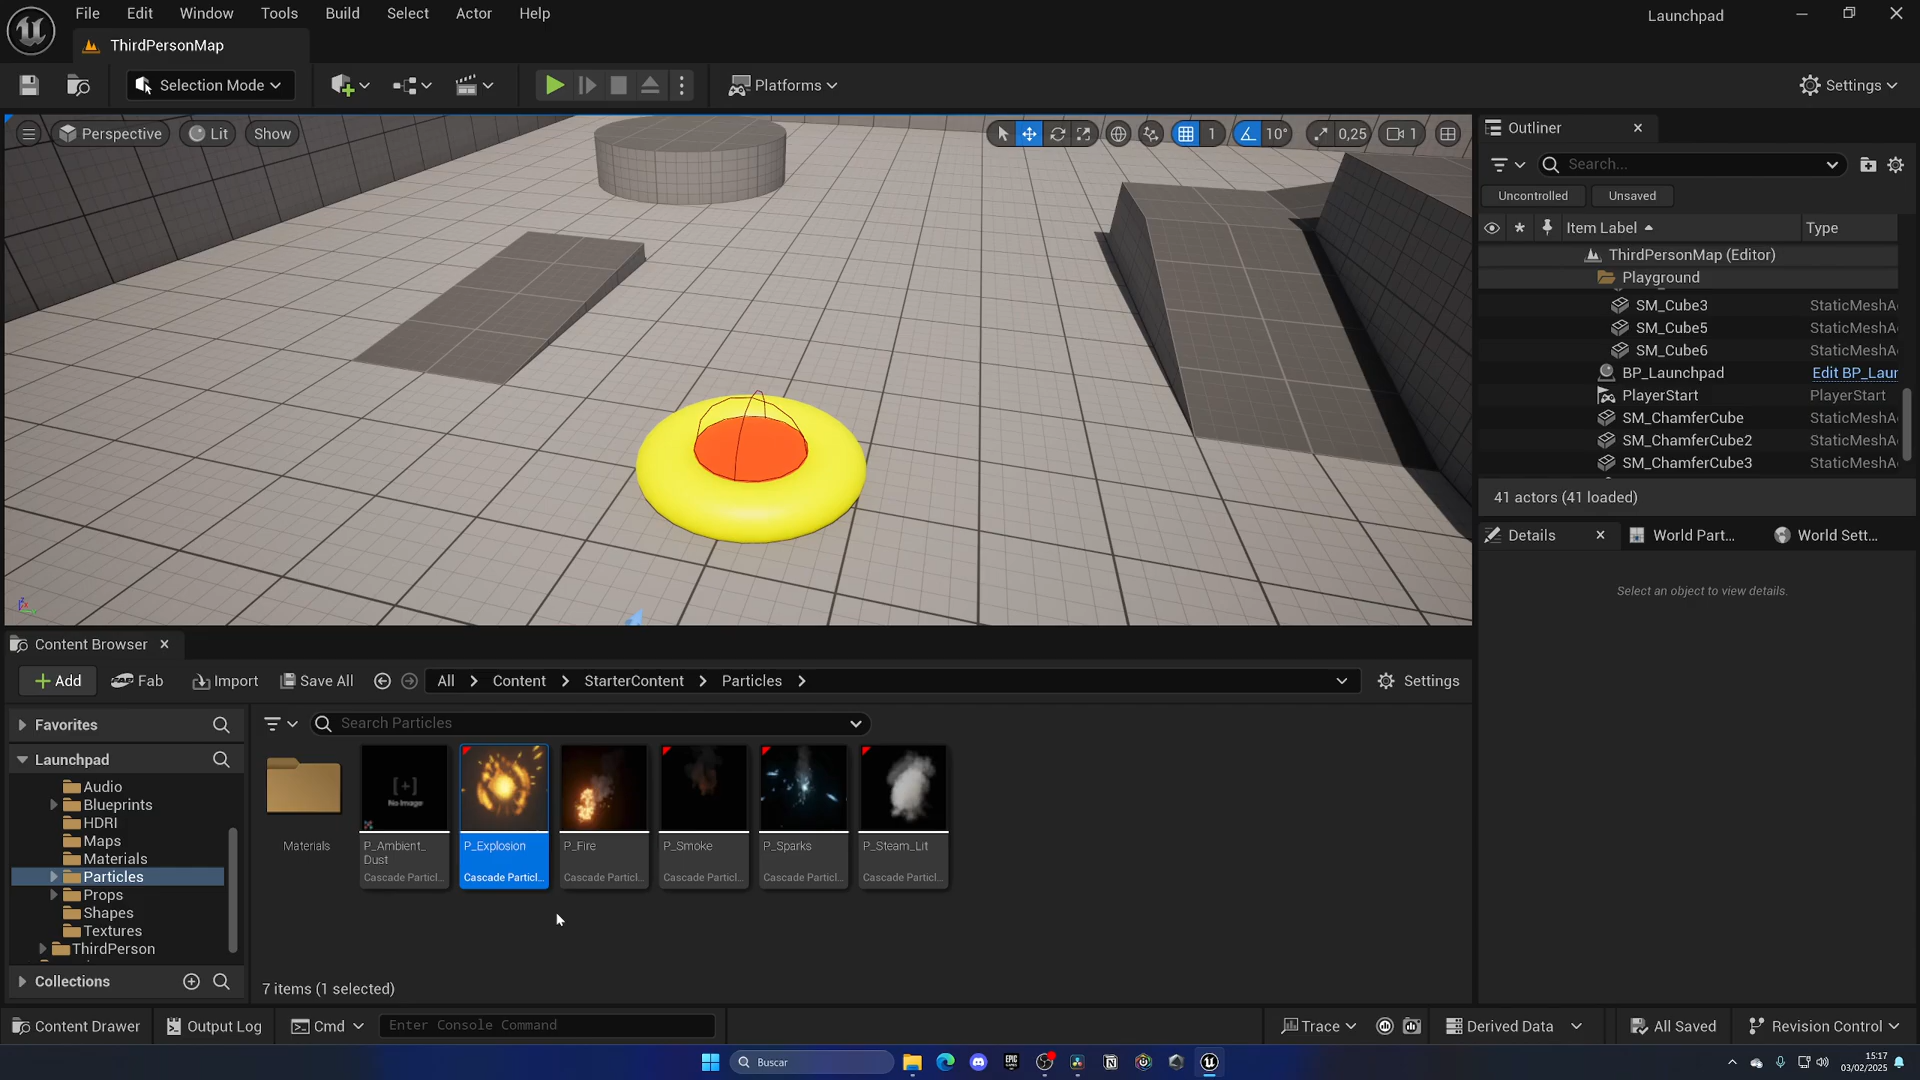 File Edit Window Tools Build Select Actor Help
Launchpad
ThirdPersonMap
Selection Mode
Platforms
Settings
Perspective Lit Show
1 10° 0,25 1
Outliner
Search...
Uncontrolled Unsaved
Item Label Type
ThirdPersonMap (Editor)
Playground
SM_Cube3 StaticMeshA
SM_Cube5 StaticMeshA
SM_Cube6 StaticMeshA
BP_Launchpad Edit BP_Laun
PlayerStart PlayerStart
SM_ChamferCube StaticMeshA
SM_ChamferCube2 StaticMeshA
SM_ChamferCube3 StaticMeshA
41 actors (41 loaded)
Details World Part... World Sett...
Select an object to view details.
Content Browser
Add Fab Import Save All All Content StarterContent Particles Settings
Favorites
Search Particles
Launchpad
Audio
Blueprints
HDRI
Maps
Materials
Particles
Props
Shapes
Textures
ThirdPerson
Collections
[+]
No Image
Materials
P_Ambient_
Dust
Cascade Particl...
P_Explosion
Cascade Particl...
P_Fire
Cascade Particl...
P_Smoke
Cascade Particl...
P_Sparks
Cascade Particl...
P_Steam_Lit
Cascade Particl...
7 items (1 selected)
Content Drawer Output Log Cmd Enter Console Command
Trace Derived Data All Saved Revision Control
Buscar
EPIC
15:17
03/02/2025